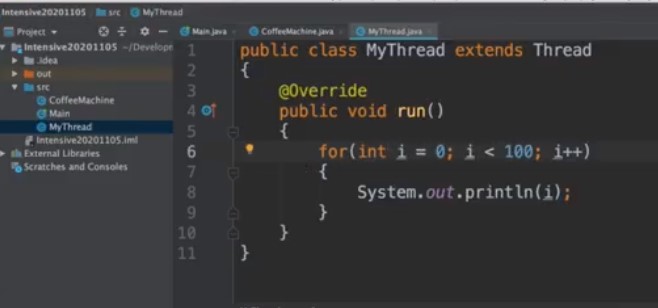 Intensive20201105 src MyThread
Project Main.java CoffeeMachine.java MyThread.java
Intensive20201105 ~/Develope
.idea
out
src
CoffeeMachine
Main
MyThread
Intensive20201105.iml
External Libraries
Scratches and Consoles
1 public class MyThread extends Thread
2 {
3 @Override
4 public void run()
5 {
6 for(int i = 0; i < 100; i++)
7 {
8 System.out.println(i);
9 }
10 }
11 }